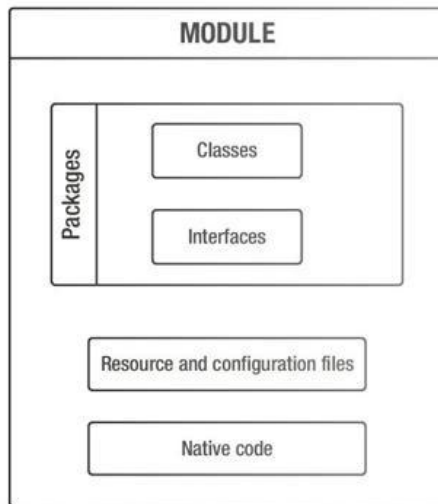 MODULE
Packages
Classes
Interfaces
Resource and configuration files
Native code